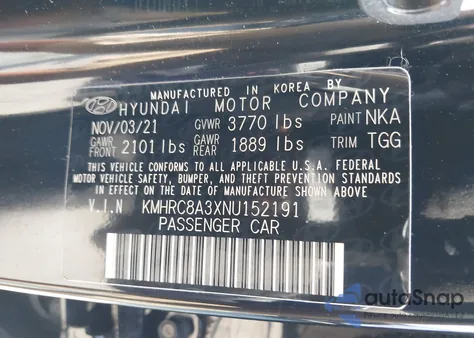 MANUFACTURED IN KOREA BY
HYUNDAI MOTOR COMPANY
NOV/03/21 GVWR 3770 lbs PAINT NKA
GAWR FRONT 2101 lbs GAWR REAR 1889 lbs TRIM TGG
THIS VEHICLE CONFORMS TO ALL APPLICABLE U.S.A. FEDERAL
MOTOR VEHICLE SAFETY, BUMPER, AND THEFT PREVENTION STANDARDS
IN EFFECT ON THE DATE OF MANUFACTURE SHOWN ABOVE.
V.I.N KMHRC8A3XNU152191
PASSENGER CAR
autoSnap